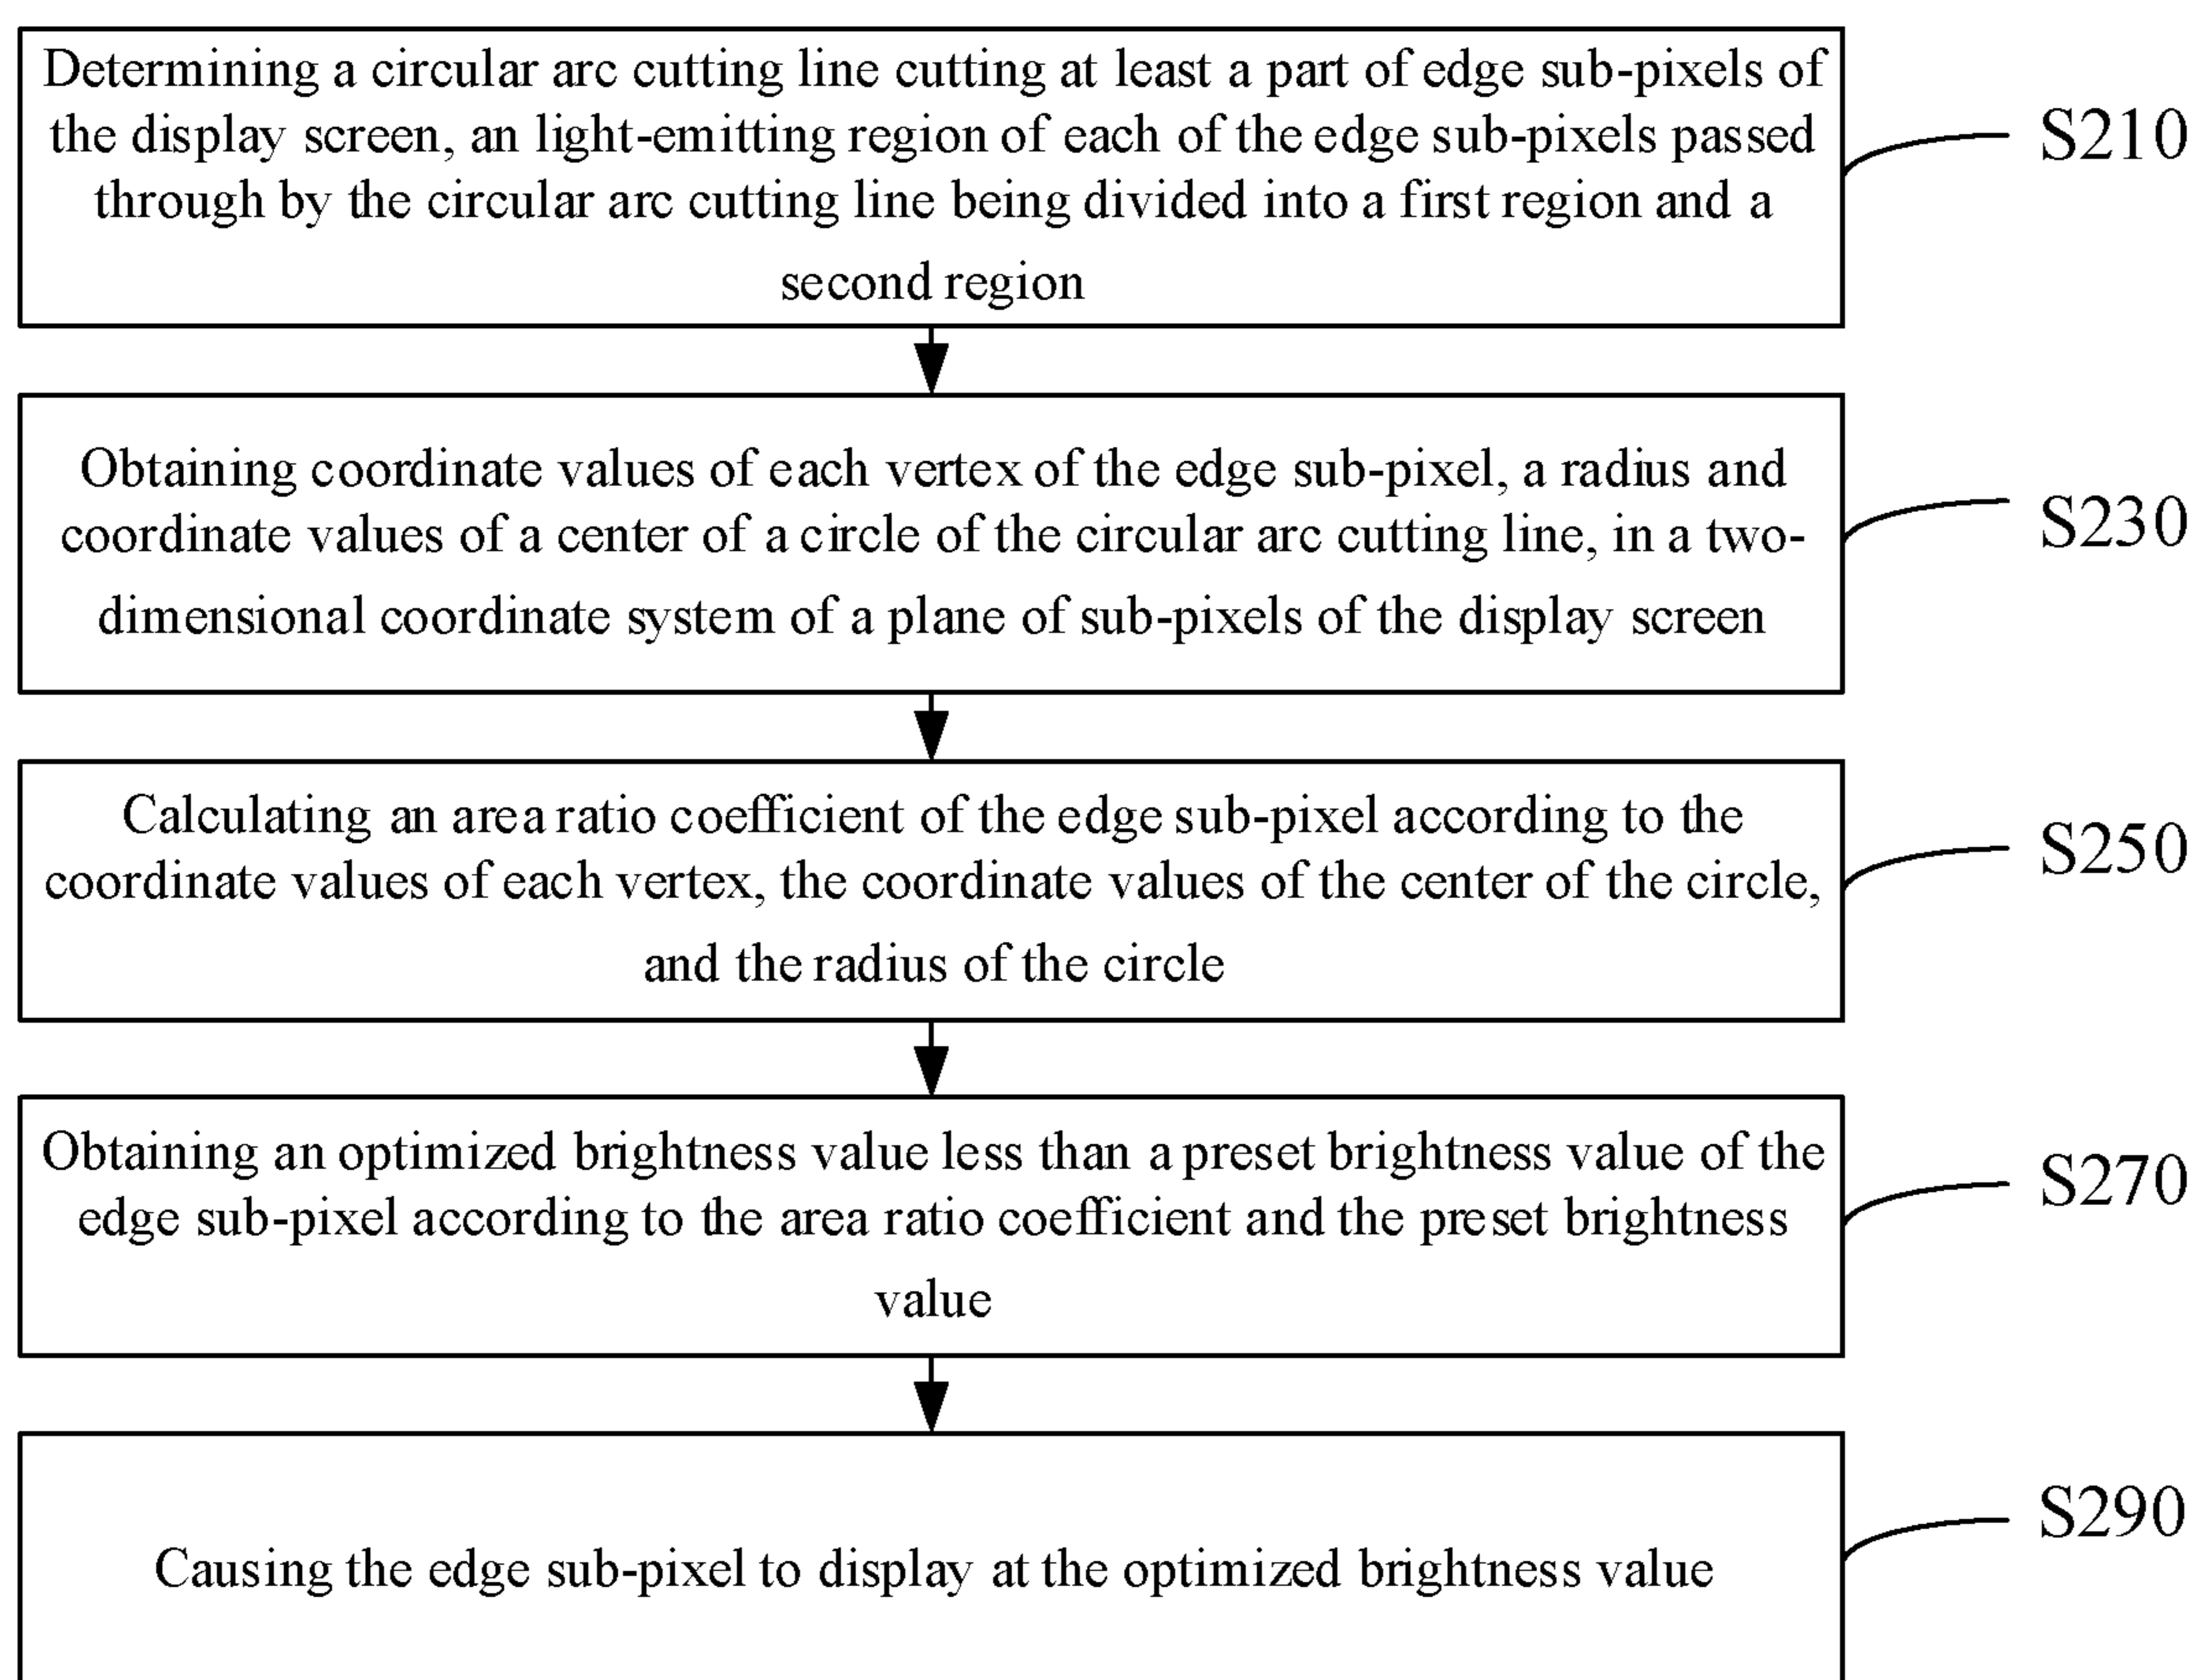 Determining a circular arc cutting line cutting at least a part of edge sub-pixels of
the display screen, an light-emitting region of each of the edge sub-pixels passed
through by the circular arc cutting line being divided into a first region and a
second region
S210
Obtaining coordinate values of each vertex of the edge sub-pixel, a radius and
coordinate values of a center of a circle of the circular arc cutting line, in a two-
dimensional coordinate system of a plane of sub-pixels of the display screen
S230
Calculating an area ratio coefficient of the edge sub-pixel according to the
coordinate values of each vertex, the coordinate values of the center of the circle,
and the radius of the circle
S250
Obtaining an optimized brightness value less than a preset brightness value of the
edge sub-pixel according to the area ratio coefficient and the preset brightness
value
S270
Causing the edge sub-pixel to display at the optimized brightness value
S290